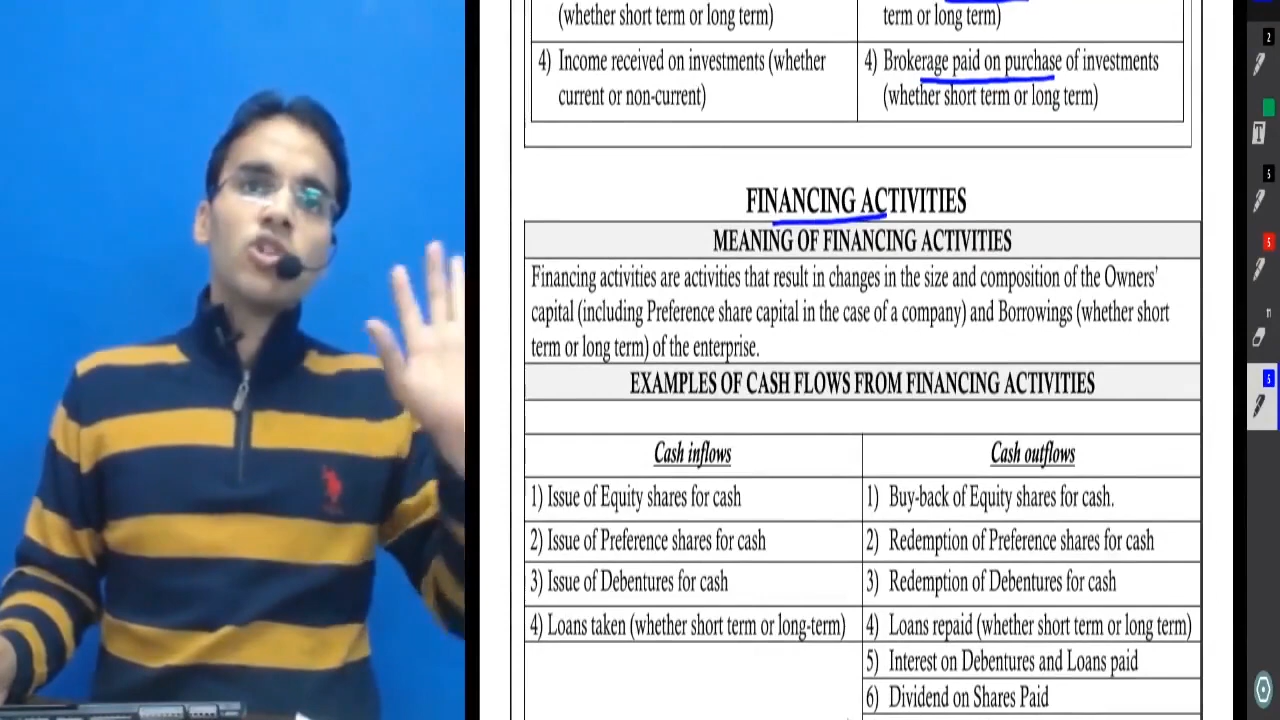 (whether short term or long term)
term or long term)
4) Income received on investments (whether
current or non-current)
4) Brokerage paid on purchase of investments
(whether short term or long term)
FINANCING ACTIVITIES
MEANING OF FINANCING ACTIVITIES
Financing activities are activities that result in changes in the size and composition of the Owners'
capital (including Preference share capital in the case of a company) and Borrowings (whether short
term or long term) of the enterprise.
EXAMPLES OF CASH FLOWS FROM FINANCING ACTIVITIES
Cash inflows
Cash outflows
1) Issue of Equity shares for cash
1) Buy-back of Equity shares for cash.
2) Issue of Preference shares for cash
2) Redemption of Preference shares for cash
3) Issue of Debentures for cash
3) Redemption of Debentures for cash
4) Loans taken (whether short term or long-term)
4) Loans repaid (whether short term or long term)
5) Interest on Debentures and Loans paid
6) Dividend on Shares Paid
2
T
5
5
n
5